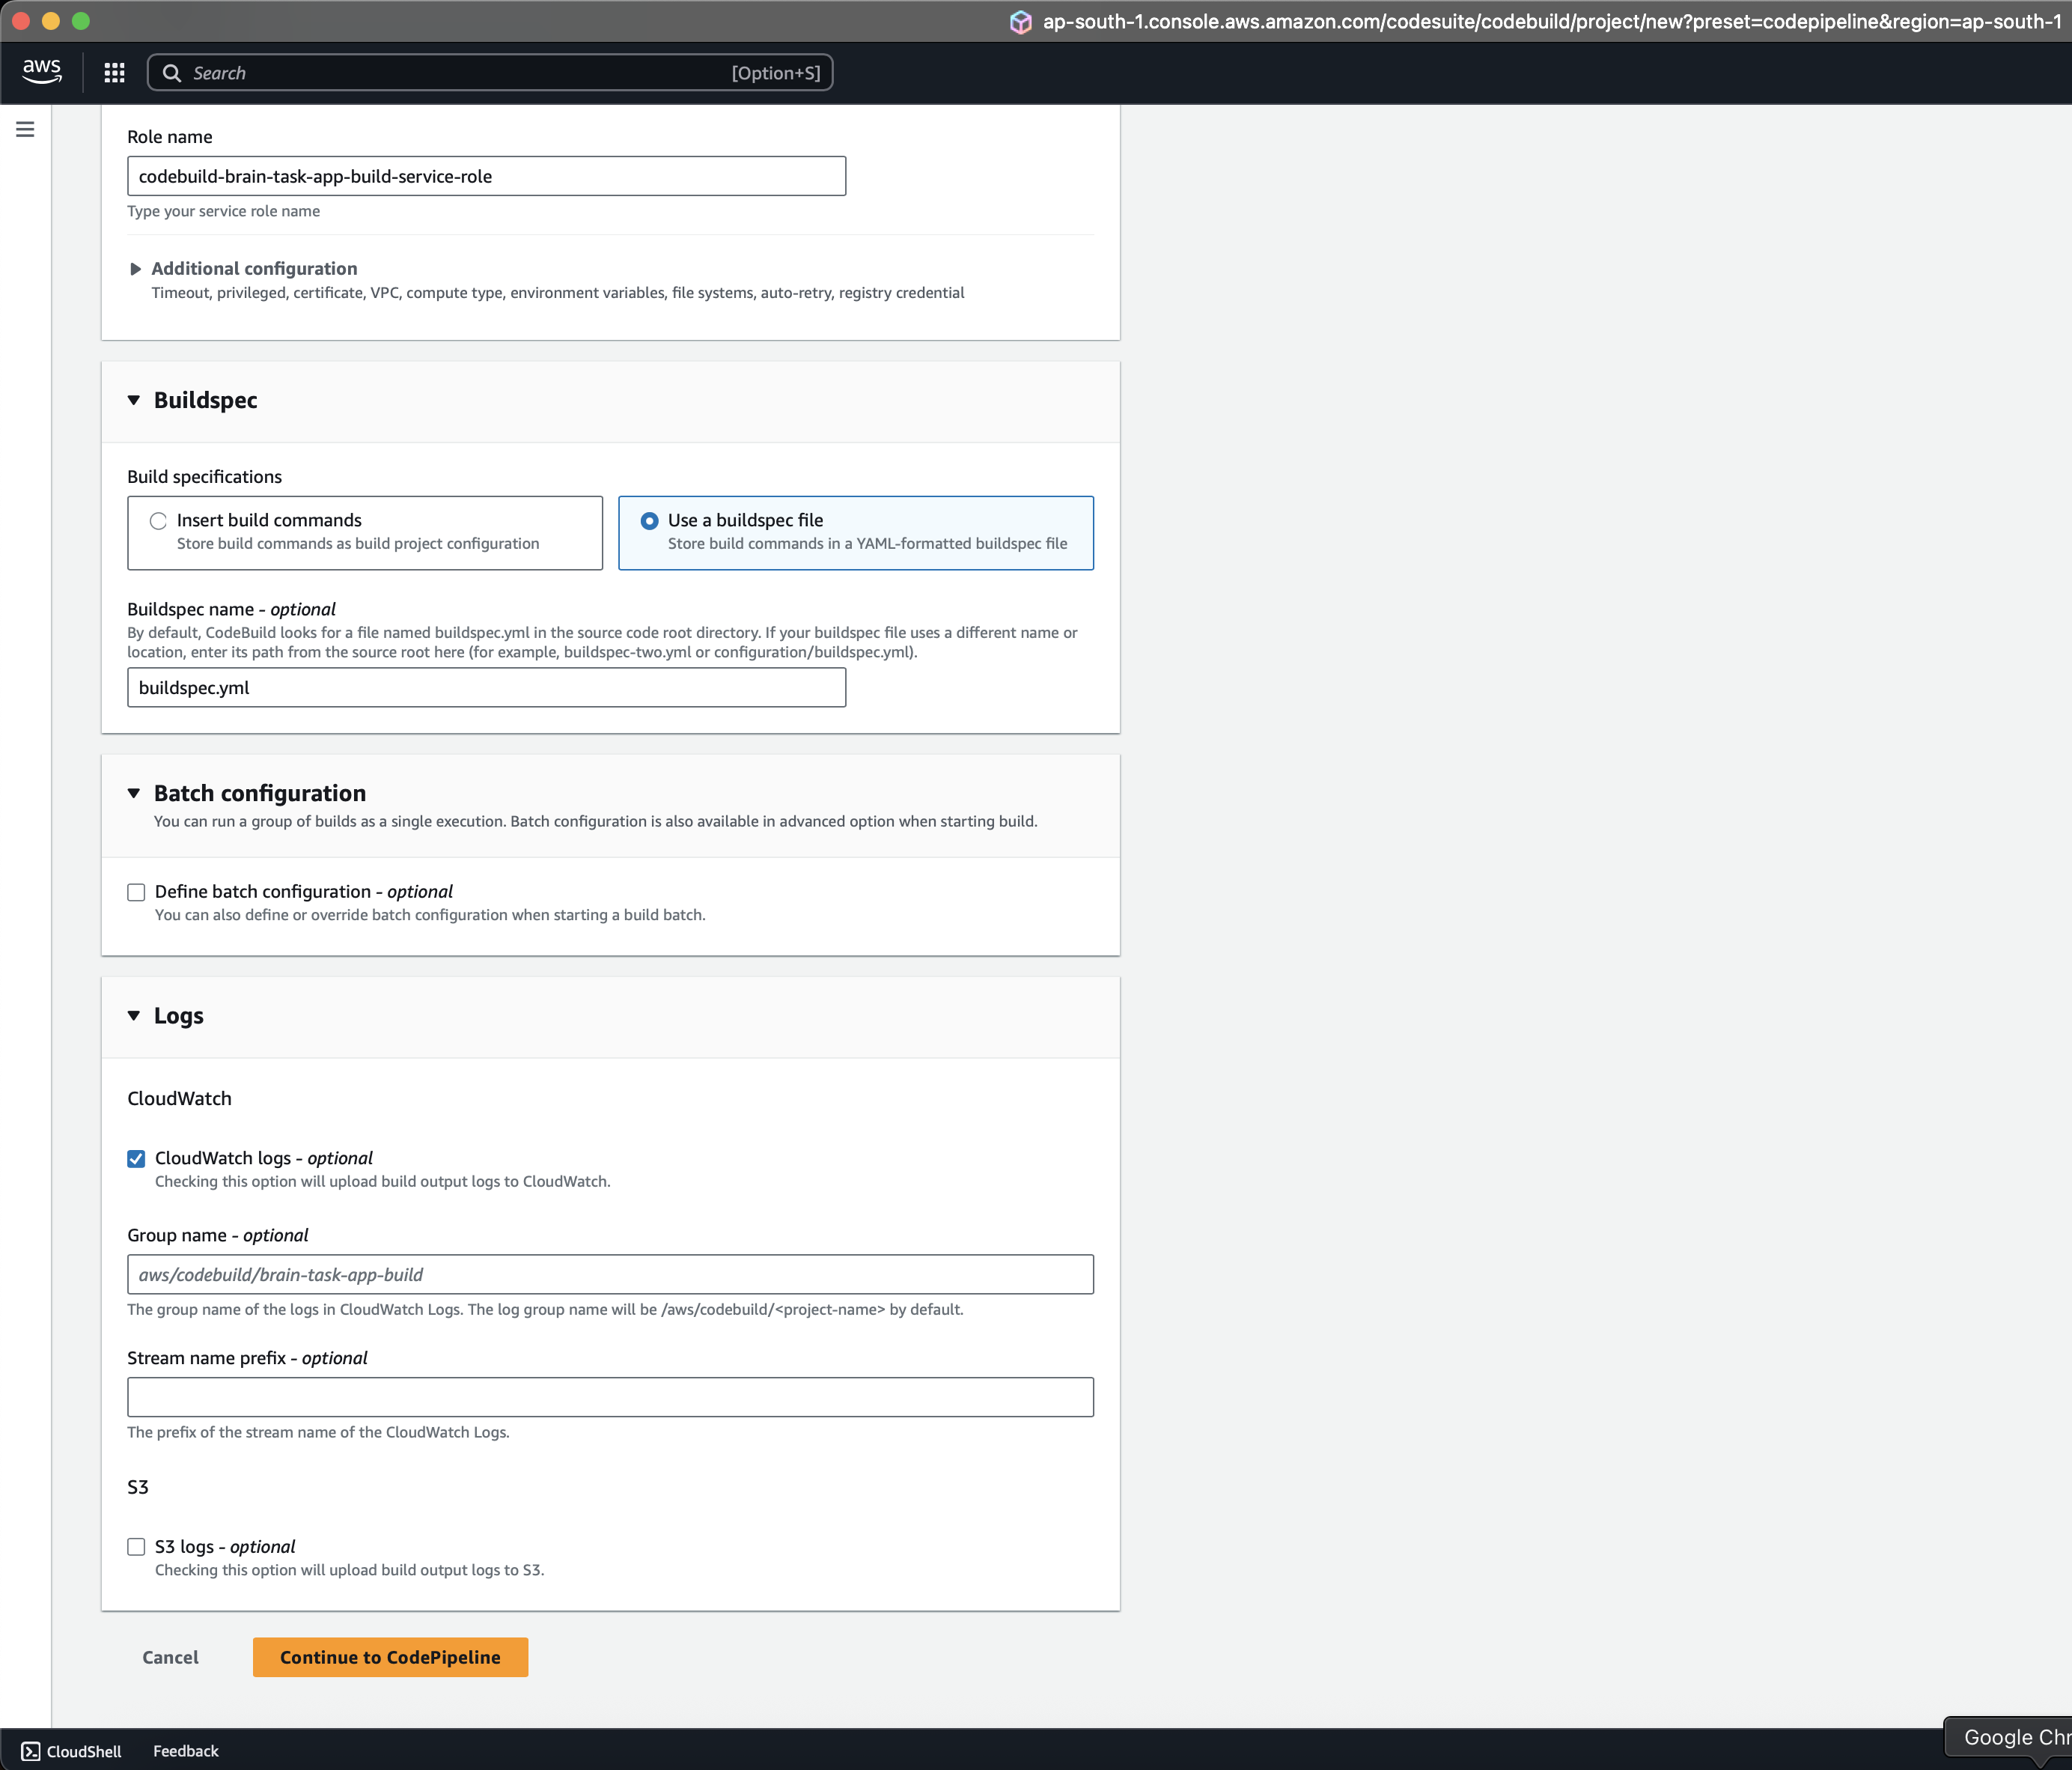 ap-south-1.console.aws.amazon.com/codesuite/codebuild/project/new?preset=codepipeline&region=ap-south-1
aws
Search
[Option+S]
Role name
codebuild-brain-task-app-build-service-role
Type your service role name
Additional configuration
Timeout, privileged, certificate, VPC, compute type, environment variables, file systems, auto-retry, registry credential
Buildspec
Build specifications
Insert build commands
Store build commands as build project configuration
Use a buildspec file
Store build commands in a YAML-formatted buildspec file
Buildspec name - optional
By default, CodeBuild looks for a file named buildspec.yml in the source code root directory. If your buildspec file uses a different name or
location, enter its path from the source root here (for example, buildspec-two.yml or configuration/buildspec.yml).
buildspec.yml
Batch configuration
You can run a group of builds as a single execution. Batch configuration is also available in advanced option when starting build.
Define batch configuration - optional
You can also define or override batch configuration when starting a build batch.
Logs
CloudWatch
CloudWatch logs - optional
Checking this option will upload build output logs to CloudWatch.
Group name - optional
aws/codebuild/brain-task-app-build
The group name of the logs in CloudWatch Logs. The log group name will be /aws/codebuild/<project-name> by default.
Stream name prefix - optional
The prefix of the stream name of the CloudWatch Logs.
S3
S3 logs - optional
Checking this option will upload build output logs to S3.
Cancel
Continue to CodePipeline
CloudShell
Feedback
Google Chr